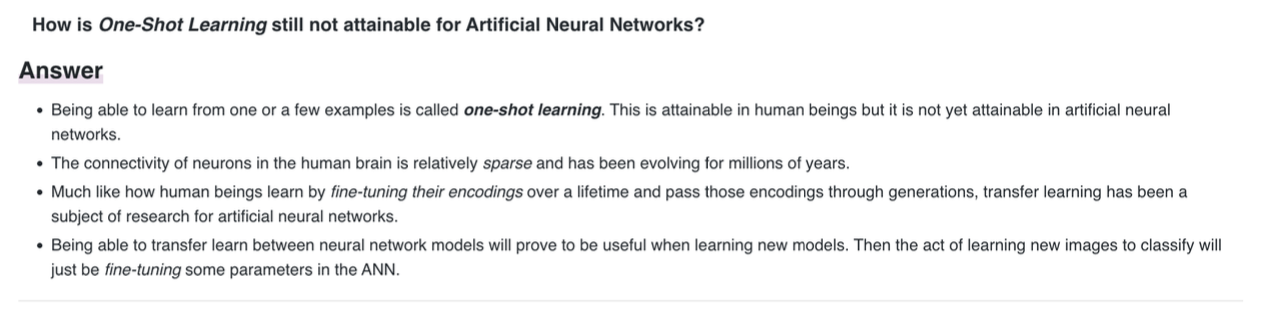 How is One-Shot Learning still not attainable for Artificial Neural Networks?
Answer
• Being able to learn from one or a few examples is called one-shot learning. This is attainable in human beings but it is not yet attainable in artificial neural
networks.
• The connectivity of neurons in the human brain is relatively sparse and has been evolving for millions of years.
• Much like how human beings learn by fine-tuning their encodings over a lifetime and pass those encodings through generations, transfer learning has been a
subject of research for artificial neural networks.
• Being able to transfer learn between neural network models will prove to be useful when learning new models. Then the act of learning new images to classify will
just be fine-tuning some parameters in the ANN.